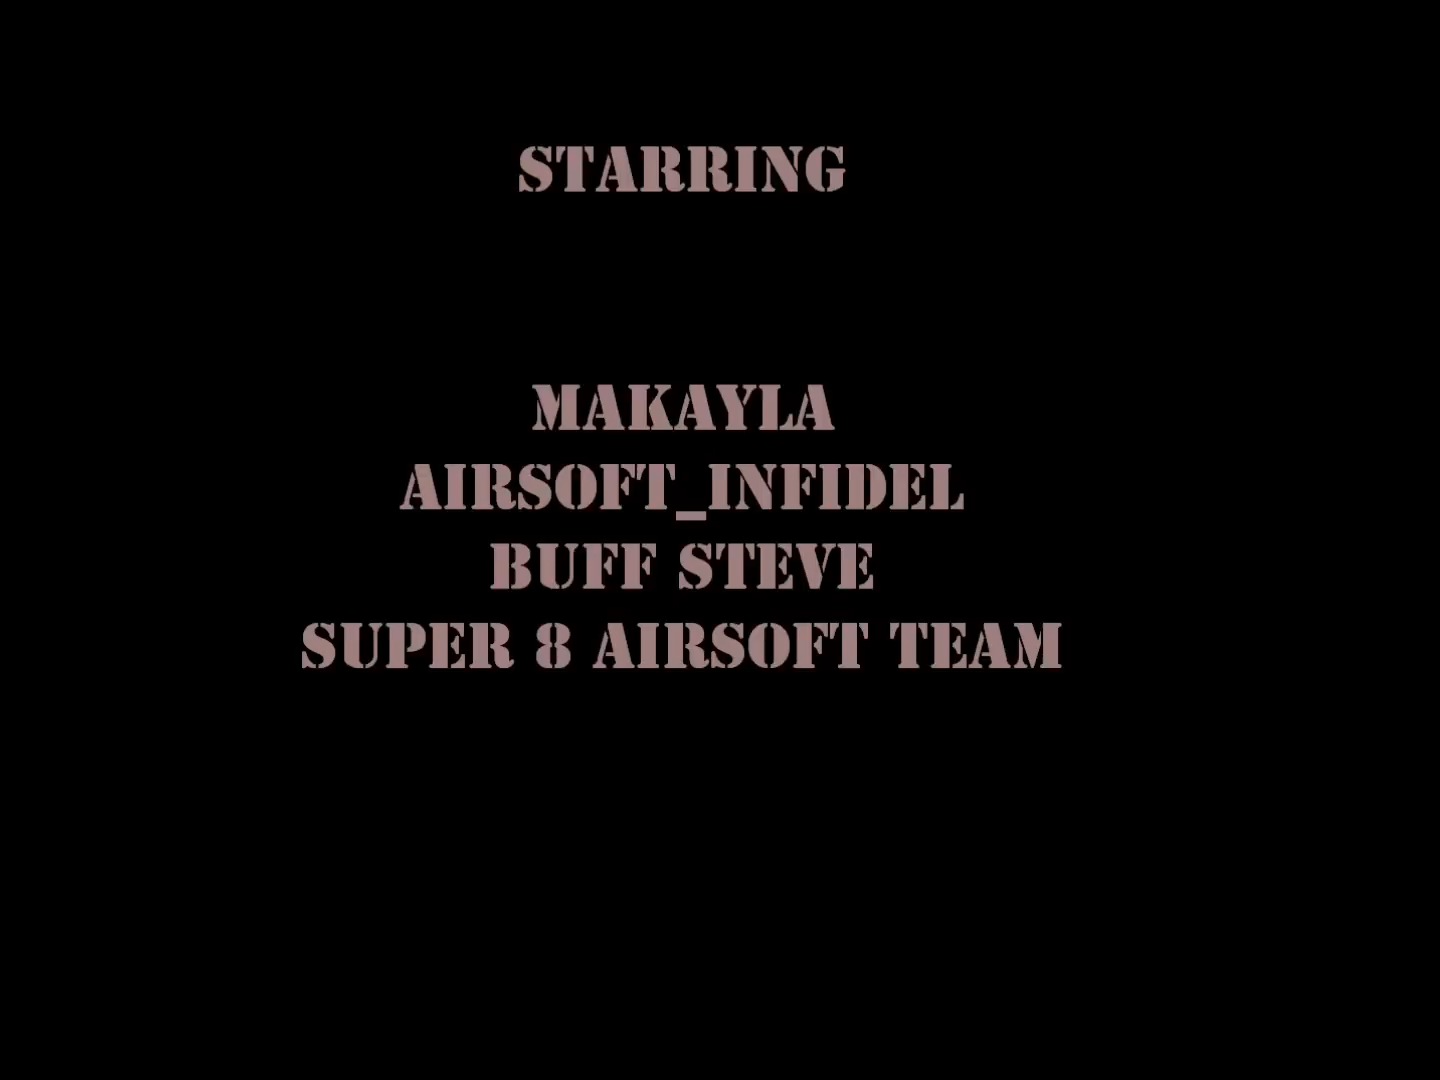 STARRING
MAKAYLA
AIRSOFT_INFIDEL
BUFF STEVE
SUPER 8 AIRSOFT TEAM